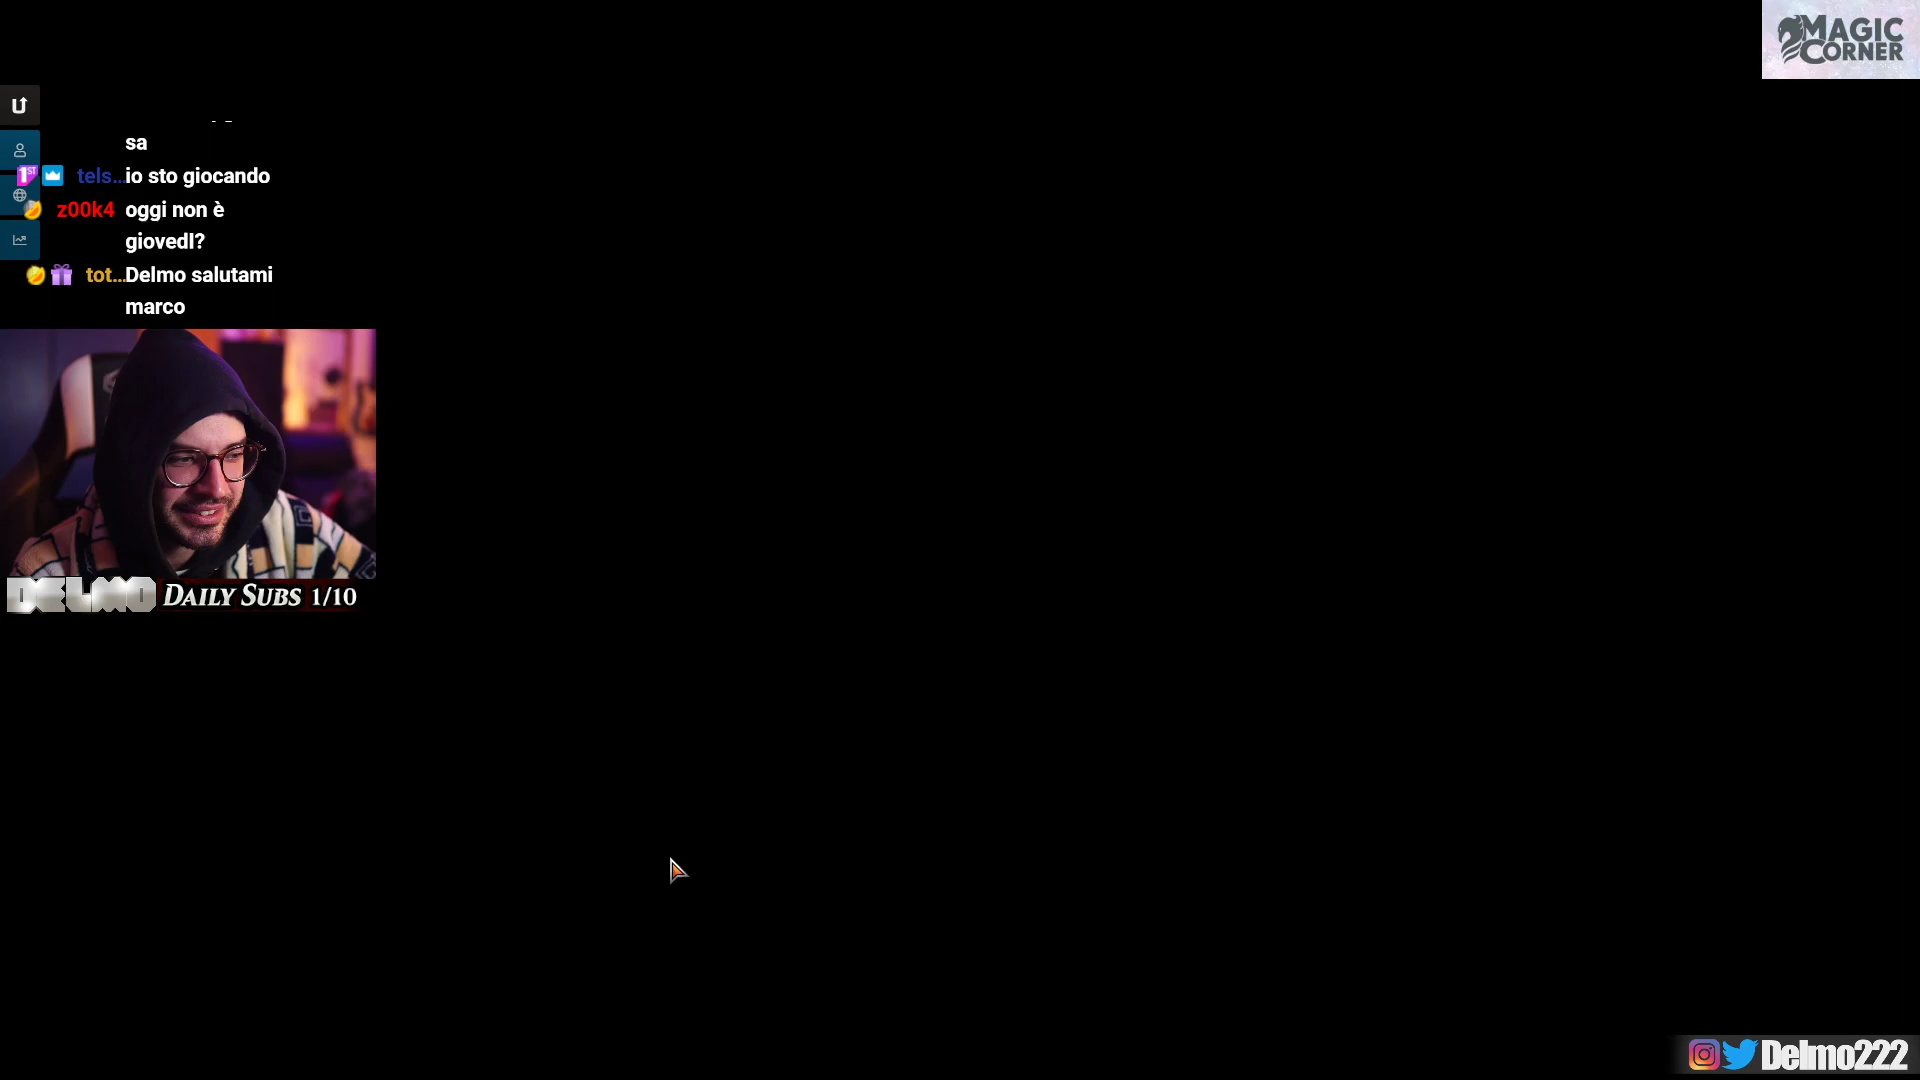 MAGIC
CORNER
sa
tels... io sto giocando
z00k4 oggi non è
giovedI?
tot... Delmo salutami
marco
DELMO DAILY SUBS 1/10
Delmo222